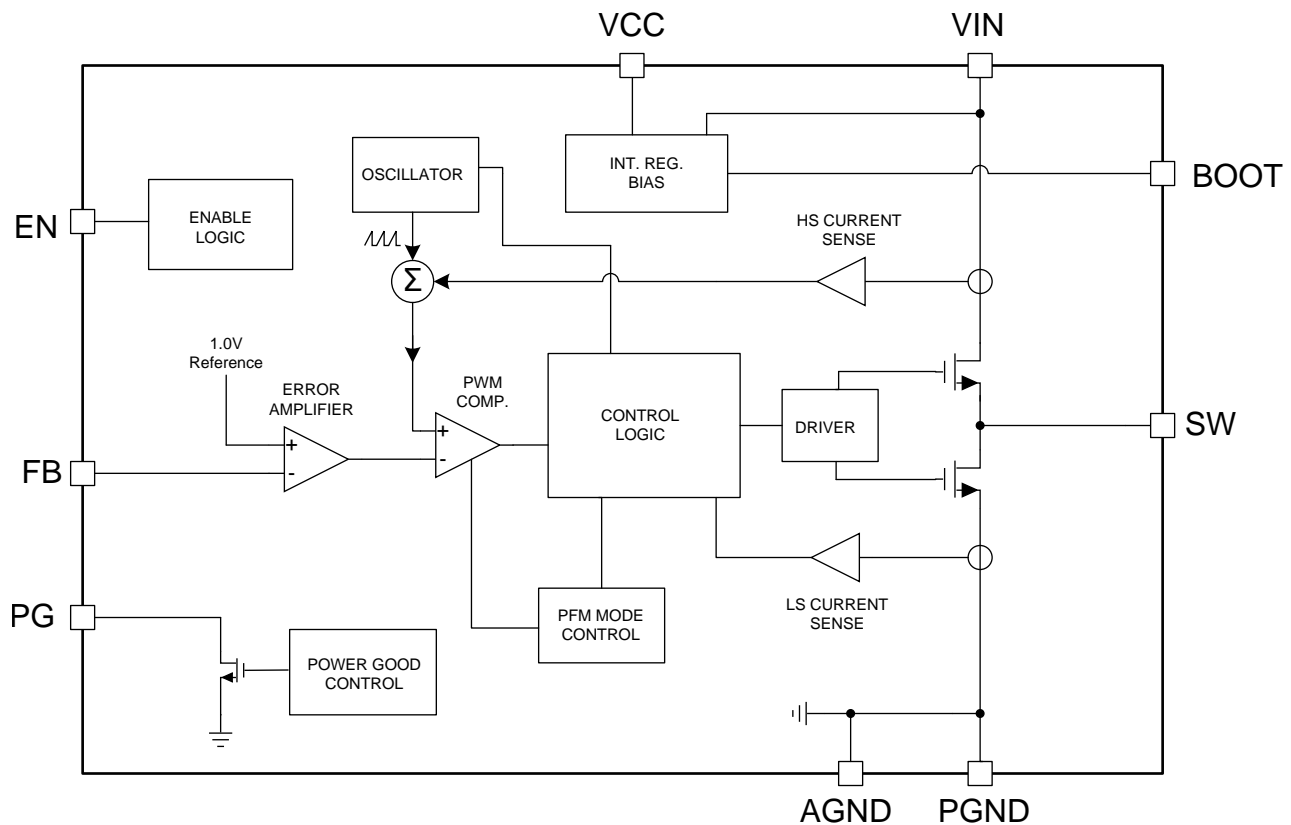 VCC
VIN
OSCILLATOR
INT. REG.
BIAS
BOOT
EN
ENABLE
LOGIC
HS CURRENT
SENSE
Σ
1.0V
Reference
ERROR
AMPLIFIER
PWM
COMP.
CONTROL
LOGIC
DRIVER
SW
+
-
+
-
FB
PG
PFM MODE
CONTROL
LS CURRENT
SENSE
POWER GOOD
CONTROL
AGND
PGND